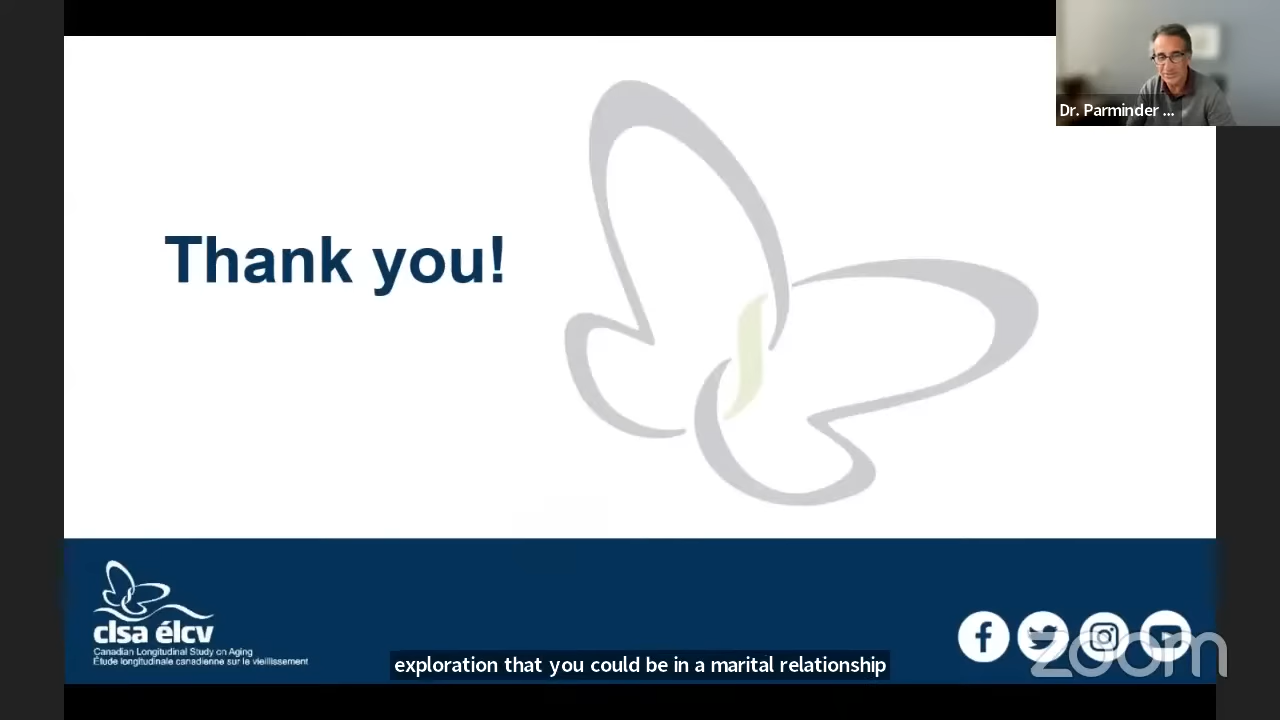 Dr. Parminder ...
Thank you!
clsa élcv
Canadian Longitudinal Study on Aging
Étude longitudinale canadienne sur le vieillissement
exploration that you could be in a marital relationship
zoom